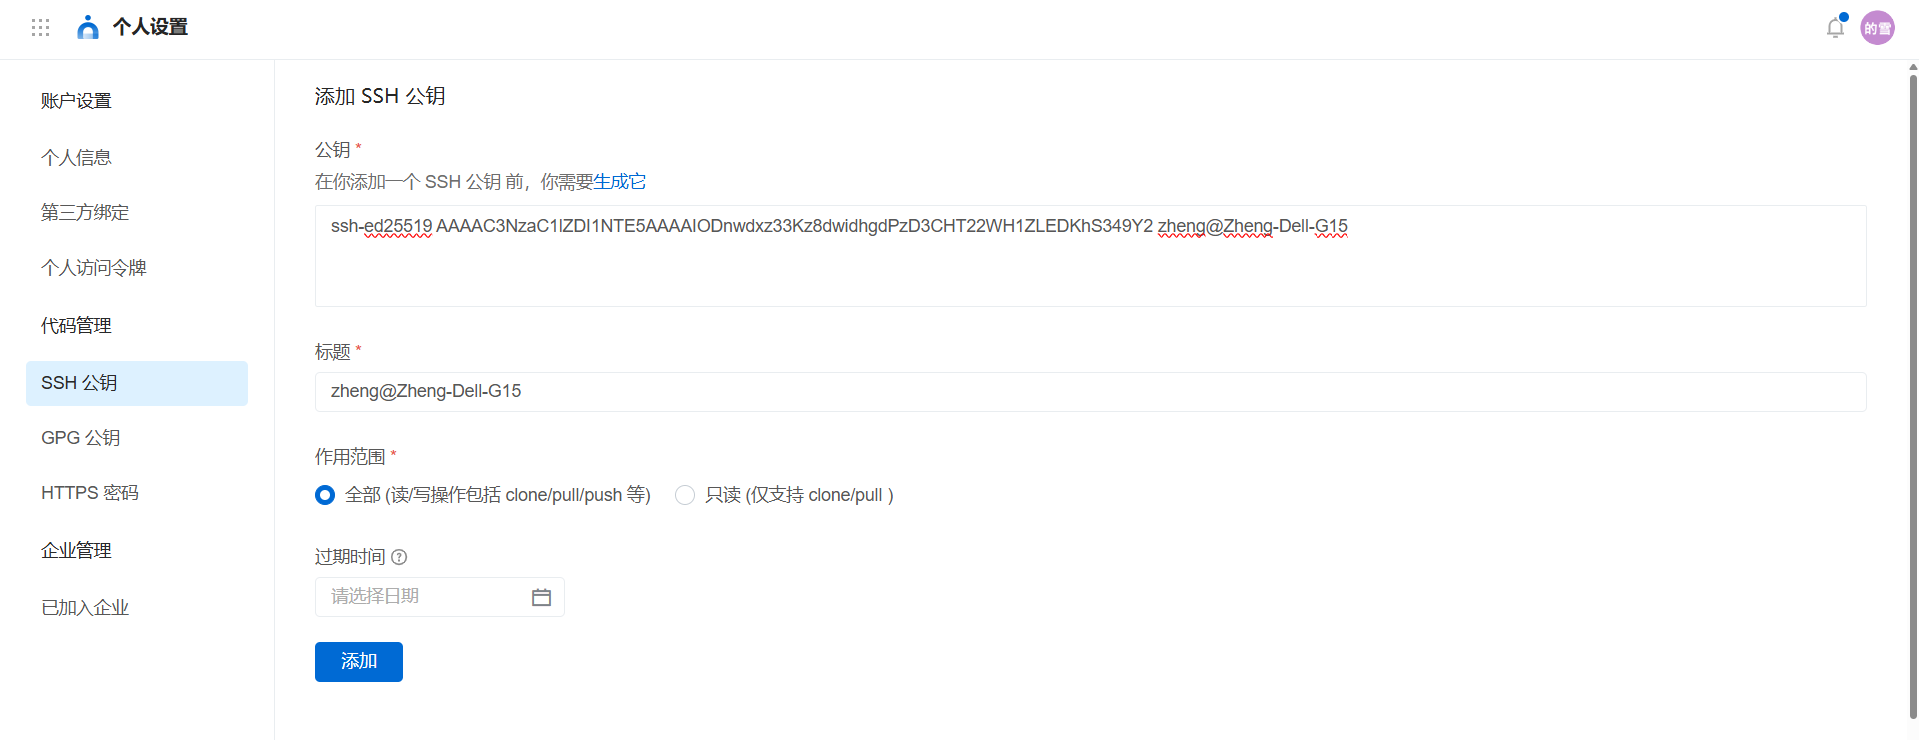 个人设置
的雪
账户设置
个人信息
第三方绑定
个人访问令牌
代码管理
SSH 公钥
GPG 公钥
HTTPS 密码
企业管理
已加入企业
添加 SSH 公钥
公钥 *
在你添加一个 SSH 公钥 前，你需要生成它
ssh-ed25519 AAAAC3NzaC1lZDI1NTE5AAAAIODnwdxz33Kz8dwidhgdPzD3CHT22WH1ZLEDKhS349Y2 zheng@Zheng-Dell-G15
标题 *
zheng@Zheng-Dell-G15
作用范围 *
全部 (读/写操作包括 clone/pull/push 等) 只读 (仅支持 clone/pull )
过期时间 ?
请选择日期
添加